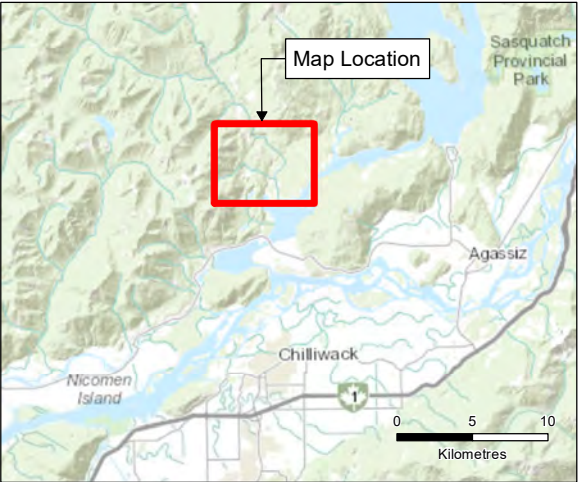 Sasquatch
Provincial
Park
Map Location
Agassiz
Chilliwack
Nicomen
Island
1
0 5 10
Kilometres